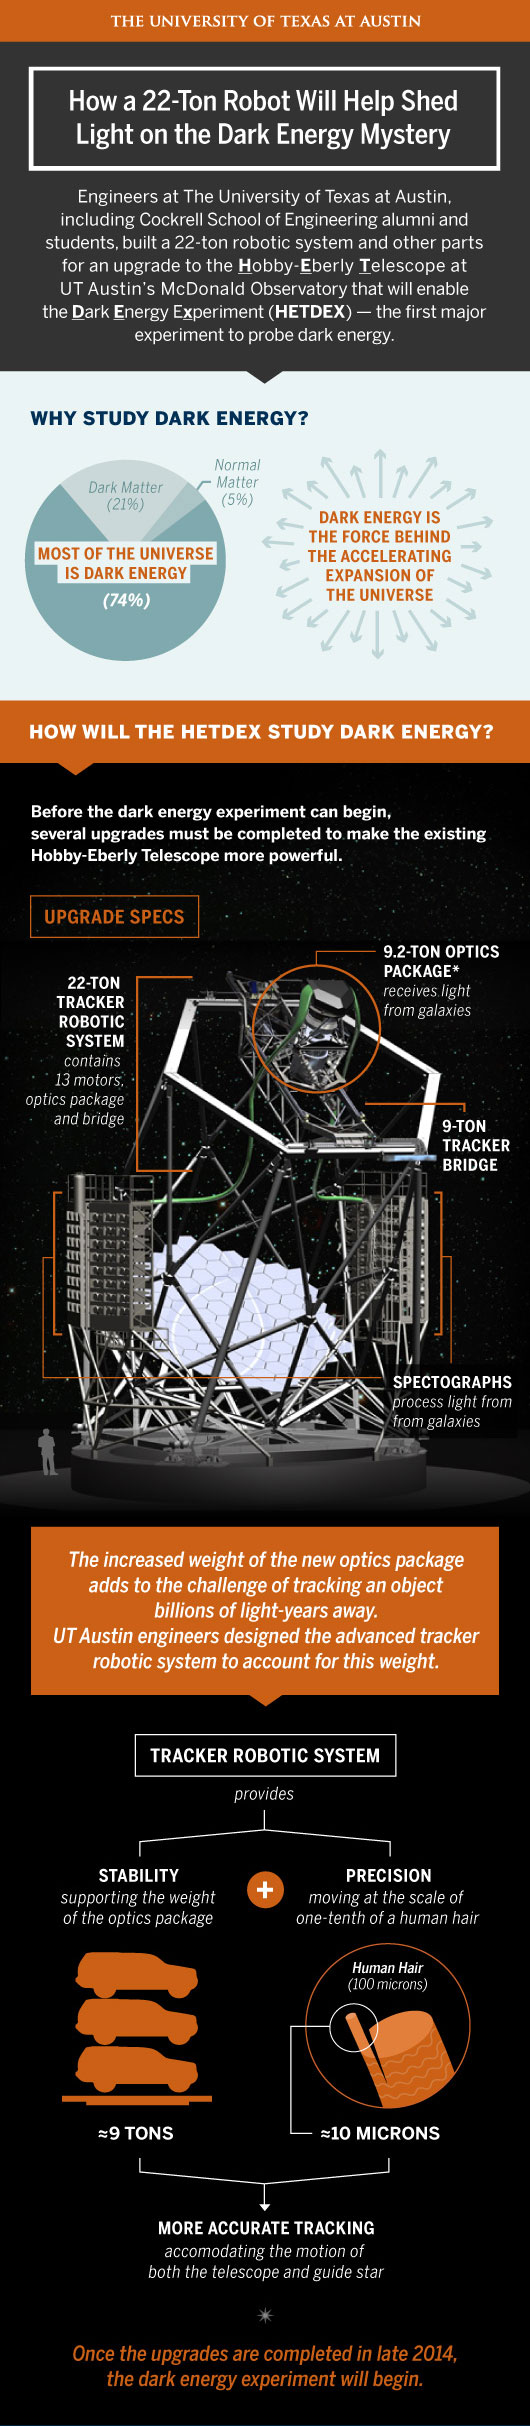 THE UNIVERSITY OF TEXAS AT AUSTIN
How a 22-Ton Robot Will Help Shed
Light on the Dark Energy Mystery
Engineers at The University of Texas at Austin,
including Cockrell School of Engineering alumni and
students, built a 22-ton robotic system and other parts
for an upgrade to the Hobby-Eberly Telescope at
UT Austin's McDonald Observatory that will enable
the Dark Energy Experiment (HETDEX) — the first major
experiment to probe dark energy.
WHY STUDY DARK ENERGY?
Dark Matter
(21%)
Normal
Matter
(5%)
MOST OF THE UNIVERSE
IS DARK ENERGY
(74%)
DARK ENERGY IS
THE FORCE BEHIND
THE ACCELERATING
EXPANSION OF
THE UNIVERSE
HOW WILL THE HETDEX STUDY DARK ENERGY?
Before the dark energy experiment can begin,
several upgrades must be completed to make the existing
Hobby-Eberly Telescope more powerful.
UPGRADE SPECS
9.2-TON OPTICS
PACKAGE*
receives light
from galaxies
22-TON
TRACKER
ROBOTIC
SYSTEM
contains
13 motors,
optics package
and bridge
9-TON
TRACKER
BRIDGE
SPECTOGRAPHS
process light from
from galaxies
The increased weight of the new optics package
adds to the challenge of tracking an object
billions of light-years away.
UT Austin engineers designed the advanced tracker
robotic system to account for this weight.
TRACKER ROBOTIC SYSTEM
provides
STABILITY
supporting the weight
of the optics package
+
PRECISION
moving at the scale of
one-tenth of a human hair
Human Hair
(100 microns)
≈9 TONS
≈10 MICRONS
MORE ACCURATE TRACKING
accomodating the motion of
both the telescope and guide star
Once the upgrades are completed in late 2014,
the dark energy experiment will begin.